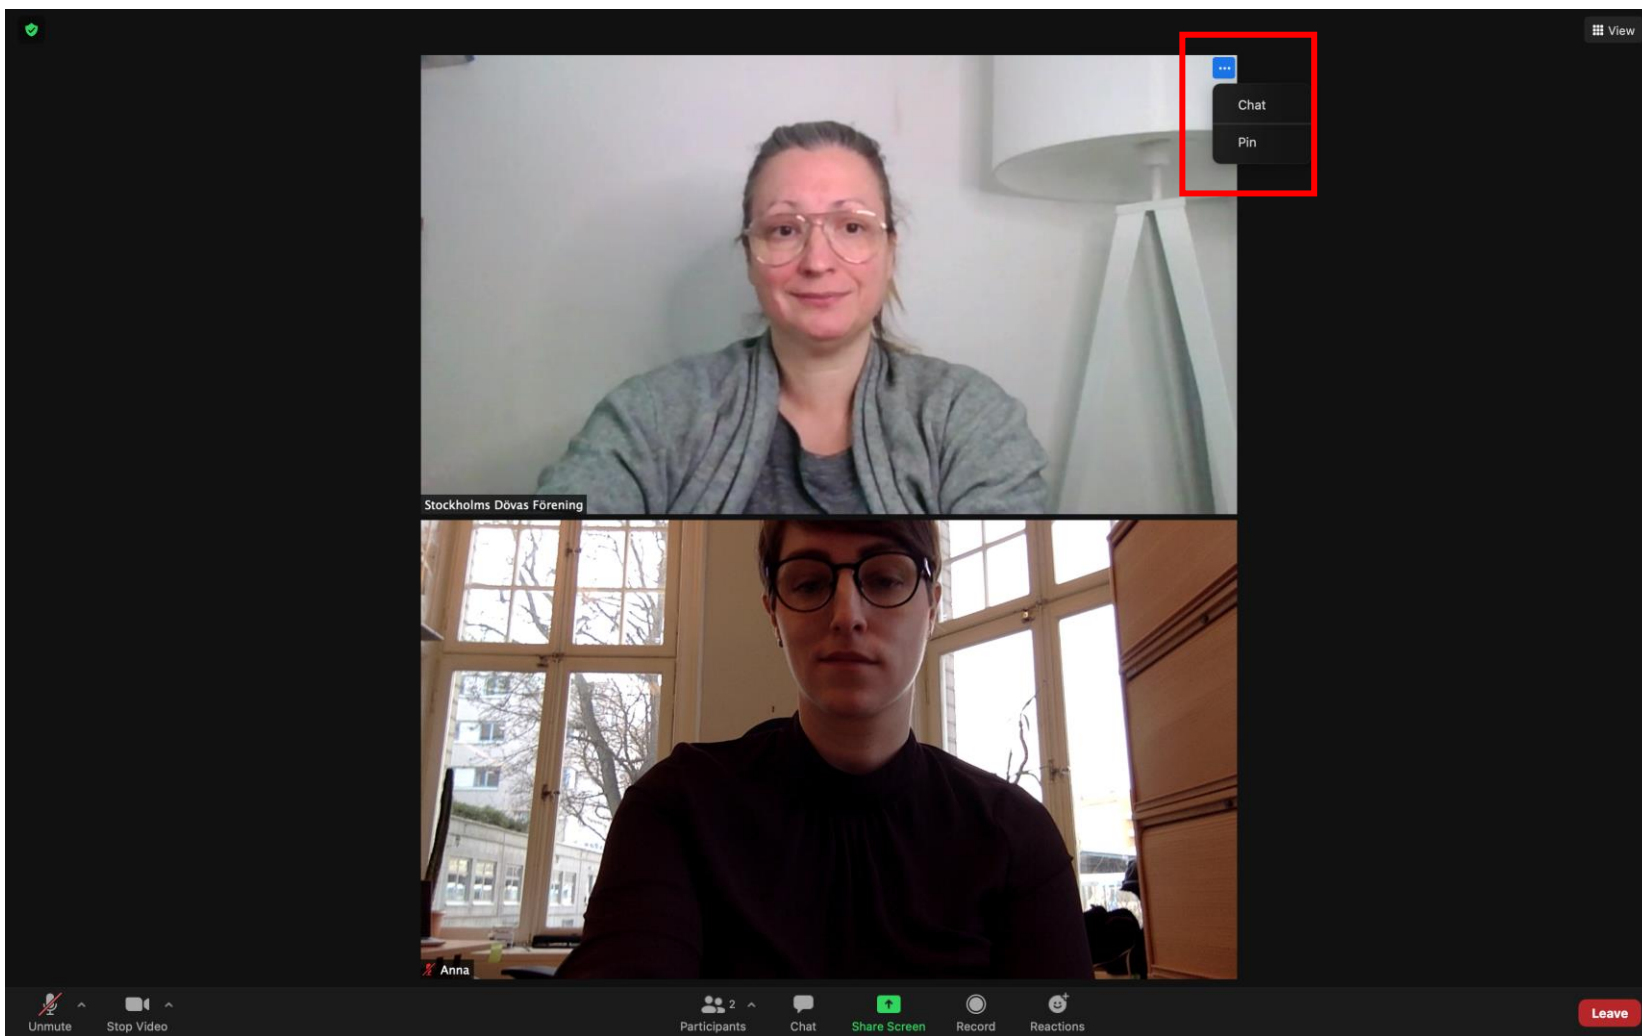 View
Chat
Pin
Stockholms Dövas Förening
Anna
Unmute
Stop Video
2
Participants
Chat
Share Screen
Record
Reactions
Leave